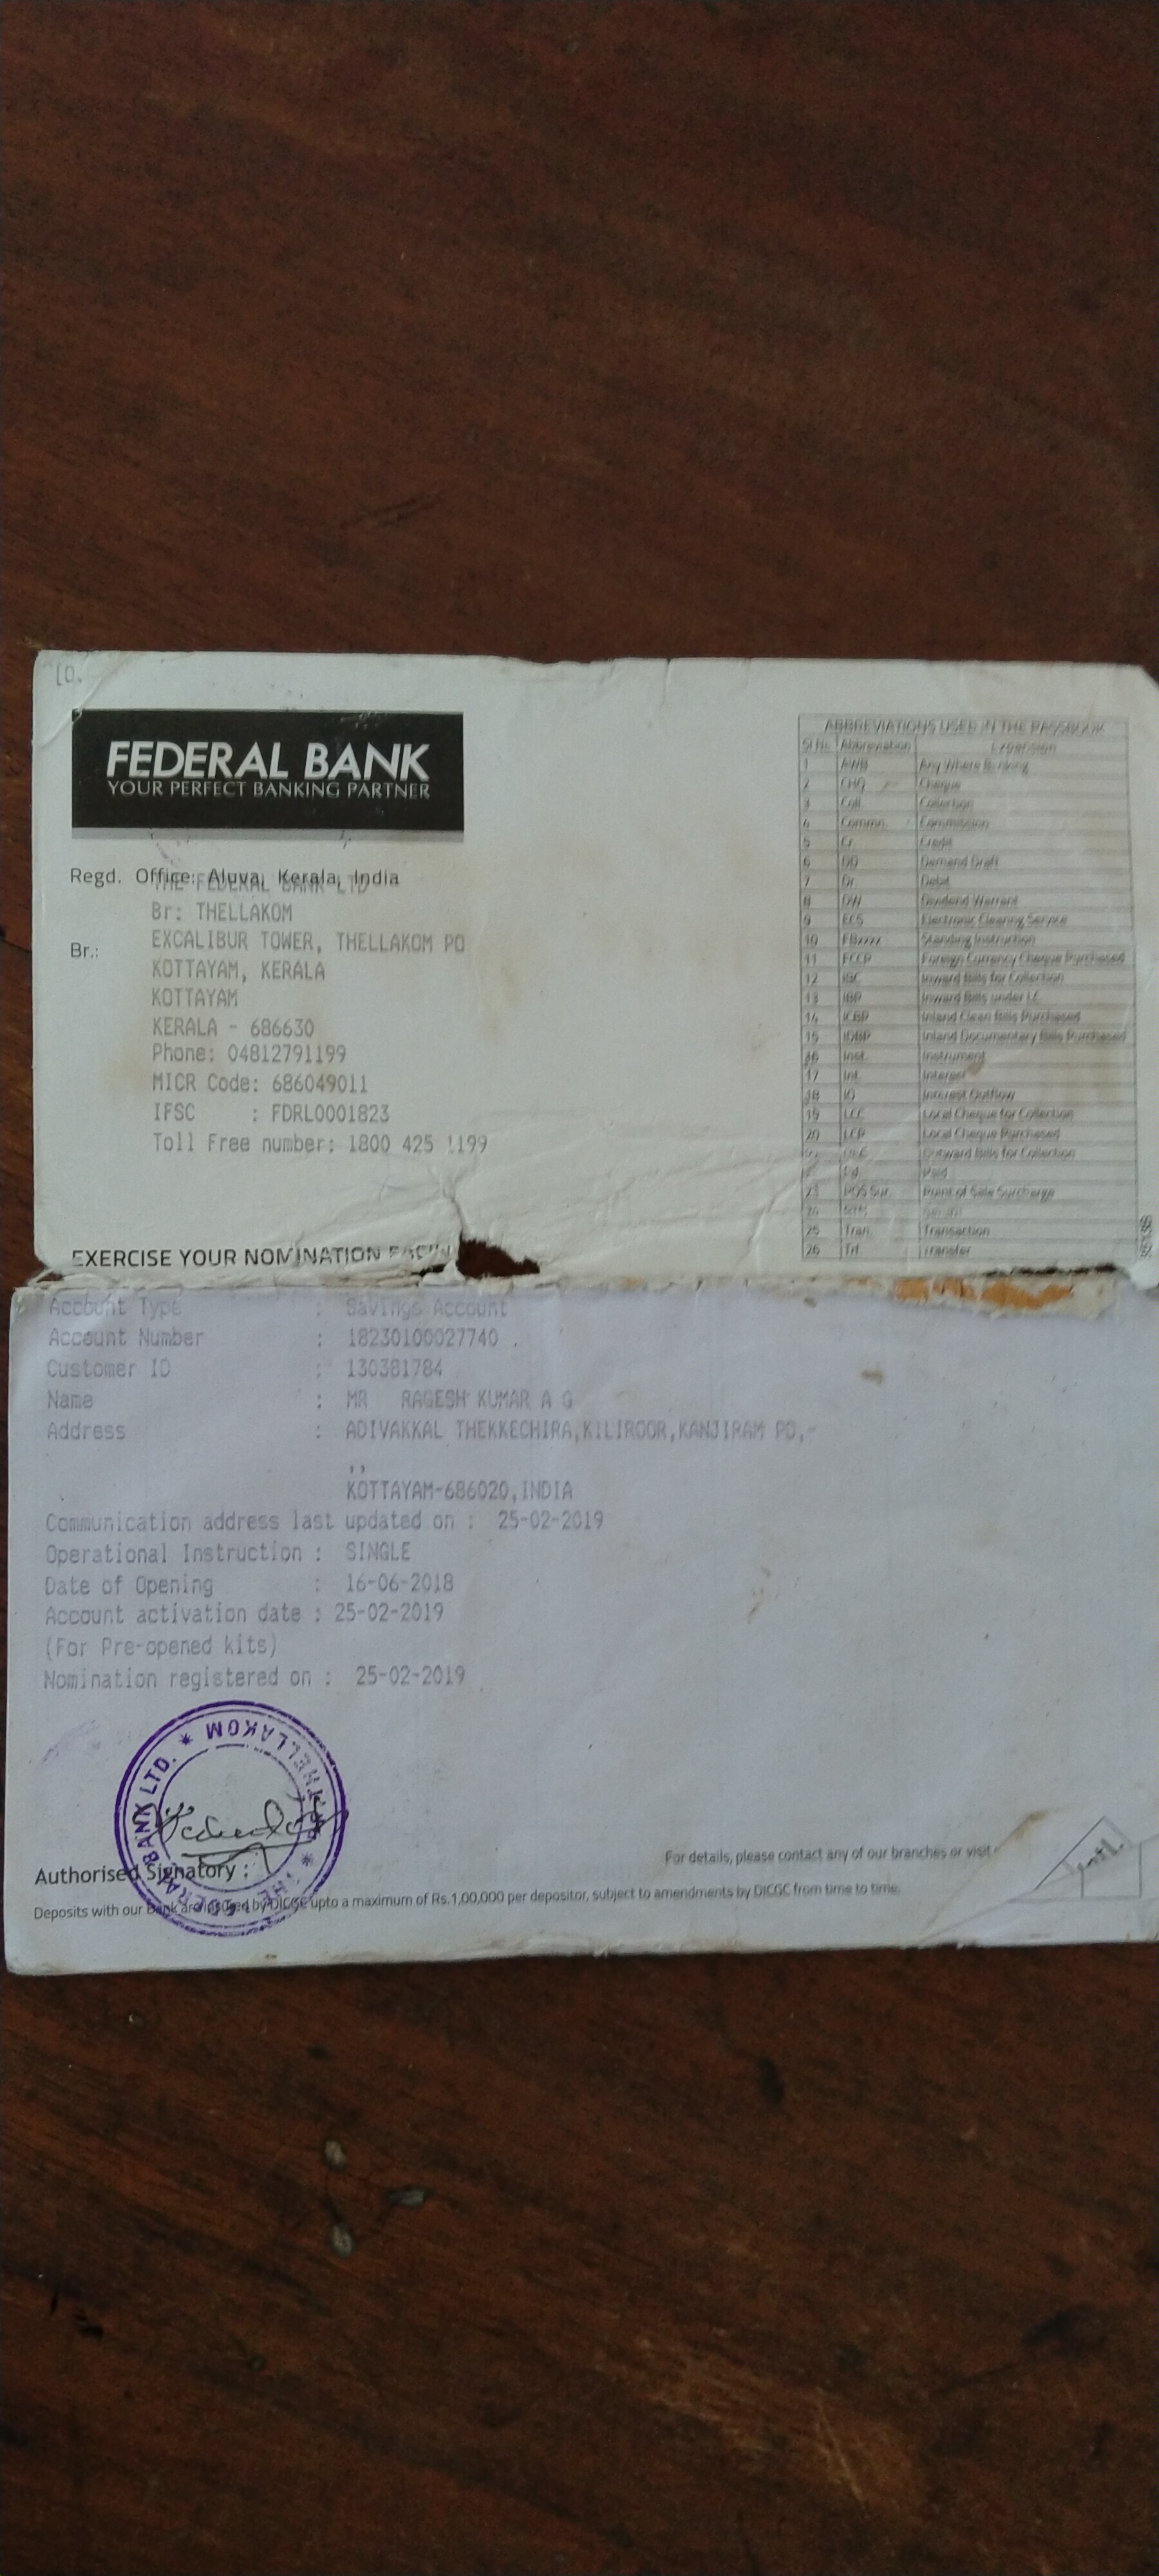 FEDERAL BANK
YOUR PERFECT BANKING PARTNER
Regd. Office: Aluva, Kerala, India
THE FEDERAL BANK LTD
Br: THELLAKOM
Br.: EXCALIBUR TOWER, THELLAKOM PO
KOTTAYAM, KERALA
KOTTAYAM
KERALA - 686630
Phone: 04812791199
MICR Code: 686049011
IFSC : FDRL0001823
Toll Free number: 1800 425 1199
EXERCISE YOUR NOMINATION
ABBREVIATIONS USED IN THE PASSBOOK
Sl No. Abbreviation Expansion
1 AWB Any Where Banking
2 CHQ Cheque
3 Coll. Collection
4 Commn. Commission
5 Cr Credit
6 DD Demand Draft
7 Dr. Debit
8 DW Dividend Warrant
9 ECS Electronic Clearing Service
10 FBxxxx Standing Instruction
11 FCCP Foreign Currency Cheque Purchased
12 IBC Inward Bills for Collection
13 IBP Inward Bills under LC
14 ICBP Inland Clean Bills Purchased
15 IDBP Inland Documentary Bills Purchased
16 Inst. Instrument
17 Int. Interest
18 IO Interest Outflow
19 LCC Local Cheque for Collection
20 LCP Local Cheque Purchased
Outward Bills for Collection
Pd. Paid
23 POS Sur. Point of Sale Surcharge
24
25 Tran. Transaction
26 Trf. Transfer
Account Type : Savings Account
Account Number : 18230100027740
Customer ID : 130381784
Name : MR RAGESH KUMAR A G
Address : ADIVAKKAL THEKKECHIRA,KILIROOR,KANJIRAM PO,-
,,
KOTTAYAM-686020,INDIA
Communication address last updated on : 25-02-2019
Operational Instruction : SINGLE
Date of Opening : 16-06-2018
Account activation date : 25-02-2019
(For Pre-opened kits)
Nomination registered on : 25-02-2019
THE FEDERAL BANK LTD. * THELLAKOM *
Authorised Signatory :
For details, please contact any of our branches or visit
Deposits with our Bank are insured by DICGC upto a maximum of Rs.1,00,000 per depositor, subject to amendments by DICGC from time to time.